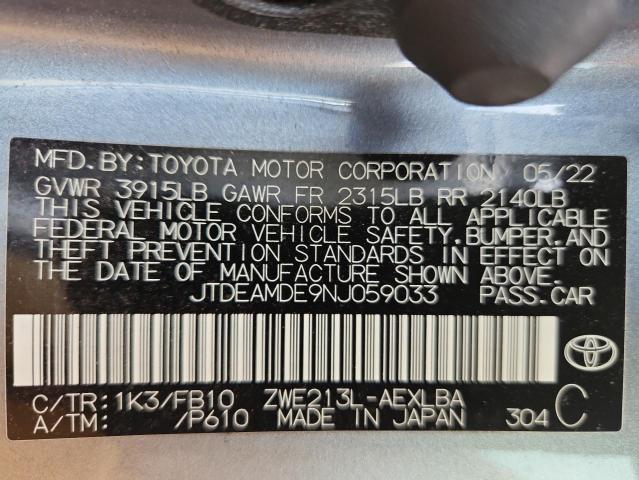 MFD. BY: TOYOTA MOTOR CORPORATION 05/22
GVWR 3915LB GAWR FR 2315LB RR 2140LB
THIS VEHICLE CONFORMS TO ALL APPLICABLE
FEDERAL MOTOR VEHICLE SAFETY, BUMPER, AND
THEFT PREVENTION STANDARDS IN EFFECT ON
THE DATE OF MANUFACTURE SHOWN ABOVE.
JTDEAMDE9NJ059033 PASS. CAR
C/TR: 1K3/FB10 ZWE213L-AEXLBA
A/TM: /P610 MADE IN JAPAN 304 C